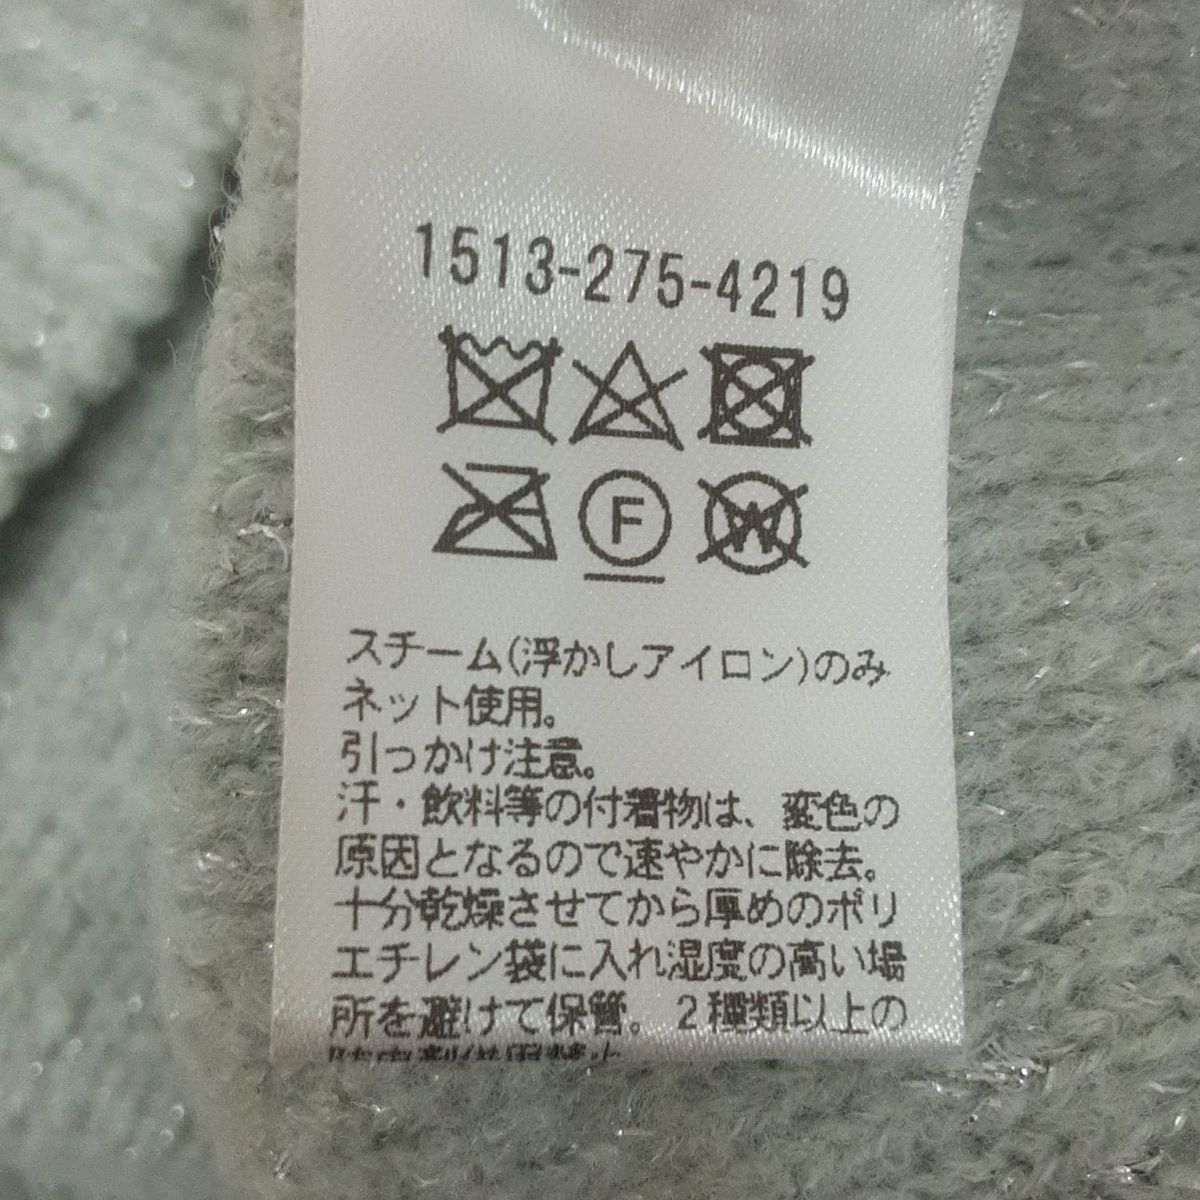 1513-275-4219
F
W
スチーム(浮かしアイロン)のみ
ネット使用。
引っかけ注意。
汗・飲料等の付着物は、変色の
原因となるので速やかに除去。
十分乾燥させてから厚めのポリ
エチレン袋に入れ湿度の高い場
所を避けて保管。2種類以上の